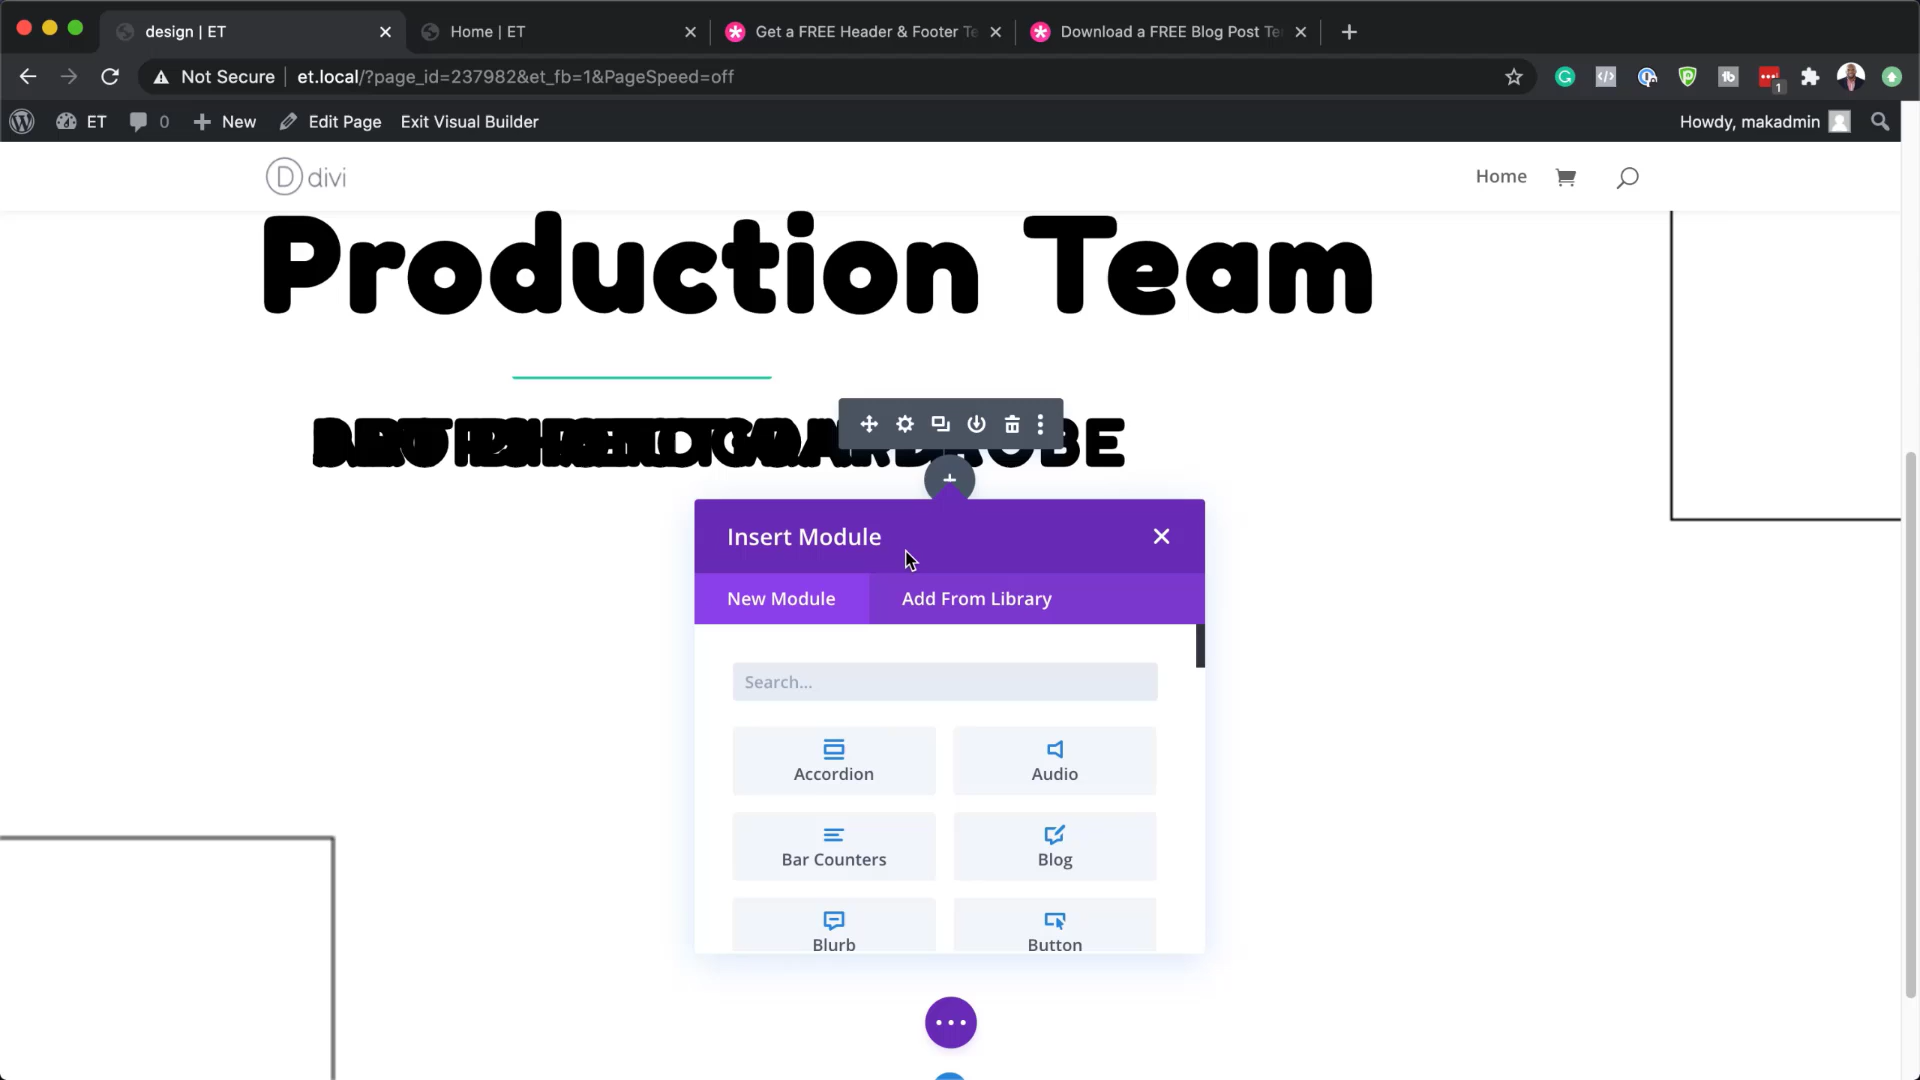 design | ET
Home | ET
Get a FREE Header & Footer Te
Download a FREE Blog Post Te
Not Secure
et.local/?page_id=237982&et_fb=1&PageSpeed=off
1
ET
0
New
Edit Page
Exit Visual Builder
Howdy, makadmin
D divi
Home
Production Team
Insert Module
New Module
Add From Library
Search...
Accordion
Audio
Bar Counters
Blog
Blurb
Button